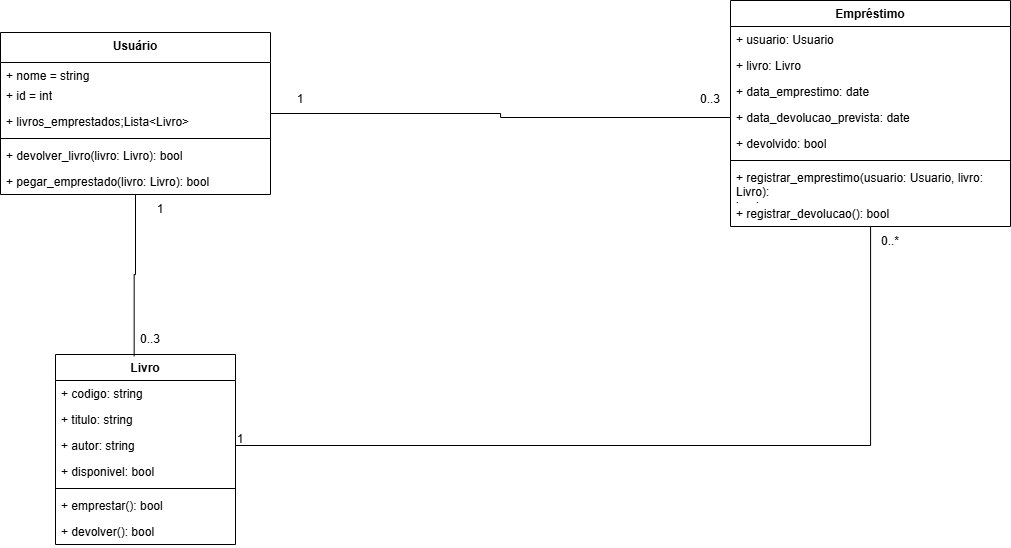 Usuário
+ nome = string
+ id = int
+ livros_emprestados;Lista<Livro>
+ devolver_livro(livro: Livro): bool
+ pegar_emprestado(livro: Livro): bool
1
0..3
Empréstimo
+ usuario: Usuario
+ livro: Livro
+ data_emprestimo: date
+ data_devolucao_prevista: date
+ devolvido: bool
+ registrar_emprestimo(usuario: Usuario, livro:
Livro):
+ registrar_devolucao(): bool
1
0..*
0..3
Livro
+ codigo: string
+ titulo: string
+ autor: string
+ disponivel: bool
+ emprestar(): bool
+ devolver(): bool
1